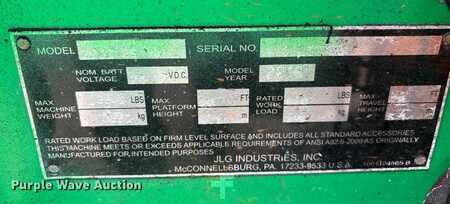 MODEL
SERIAL NO.
NOM. BATT. VOLTAGE V.D.C.
MODEL YEAR
MAX MACHINE WEIGHT LBS kg
MAX PLATFORM HEIGHT FT m
RATED WORK LOAD LBS kg
MAX TRAVEL HEIGHT FT
RATED WORK LOAD BASED ON FIRM LEVEL SURFACE AND INCLUDES ALL STANDARD ACCESSORIES
THIS MACHINE MEETS OR EXCEEDS APPLICABLE REQUIREMENTS OF ANSI A92.6-2006 AS ORIGINALLY
MANUFACTURED FOR INTENDED PURPOSES
JLG INDUSTRIES, INC.
McCONNELLSBURG, PA. 17233-9533 U.S.A.
Purple Wave Auction